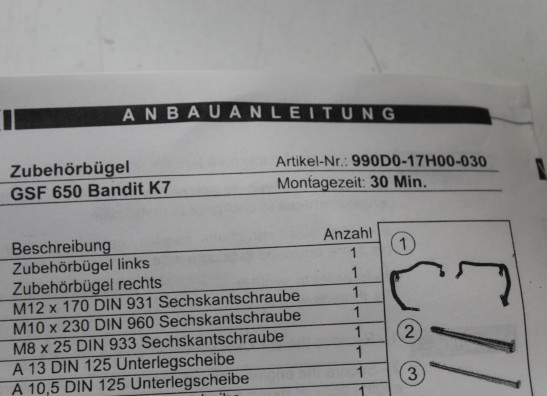 ANBAUANLEITUNG
Zubehörbügel Artikel-Nr.: 990D0-17H00-030
GSF 650 Bandit K7 Montagezeit: 30 Min.
Beschreibung Anzahl
Zubehörbügel links 1
Zubehörbügel rechts 1
M12 x 170 DIN 931 Sechskantschraube 1
M10 x 230 DIN 960 Sechskantschraube 1
M8 x 25 DIN 933 Sechskantschraube 1
A 13 DIN 125 Unterlegscheibe 1
A 10,5 DIN 125 Unterlegscheibe 1
1
2
3